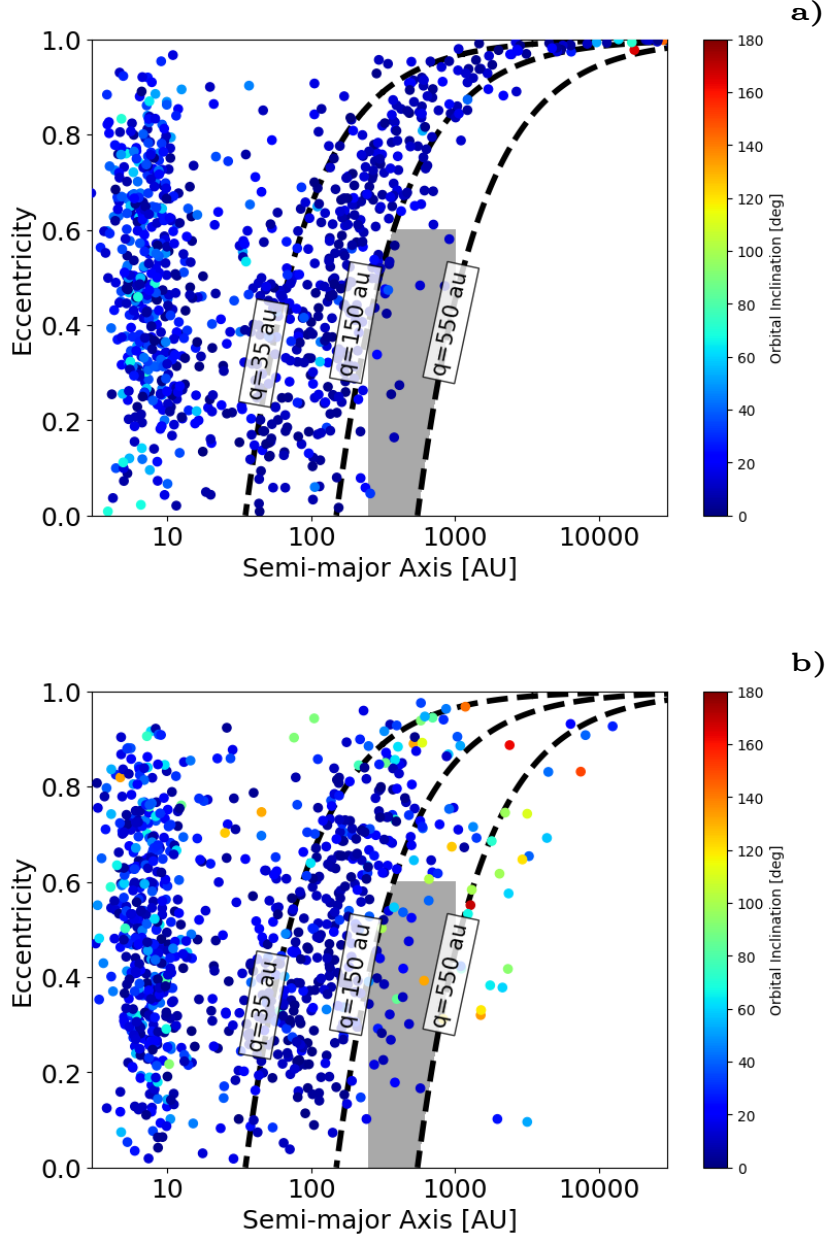 a)
1.0
0.8
0.6
0.4
0.2
0.0
Eccentricity
q=35 au
q=150 au
q=550 au
10
100
1000
10000
Semi-major Axis [AU]
180
160
140
120
100
80
60
40
20
0
Orbital Inclination [deg]
b)
1.0
0.8
0.6
0.4
0.2
0.0
Eccentricity
q=35 au
q=150 au
q=550 au
10
100
1000
10000
Semi-major Axis [AU]
180
160
140
120
100
80
60
40
20
0
Orbital Inclination [deg]